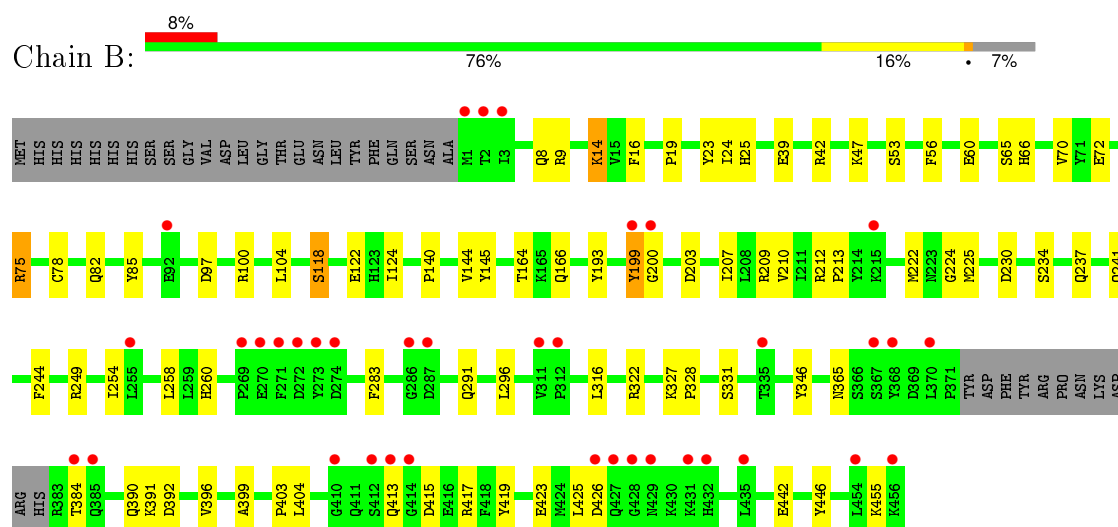 8%
Chain B:
76% 16% • 7%
MET HIS HIS HIS HIS HIS HIS SER SER GLY VAL ASP LEU GLY THR GLU ASN LEU TYR PHE GLN SER ASN ALA M1 T2 I3 Q8 R9 K14 V15 F16 P19 Y23 I24 H25 E39 R42 K47 S53 F56 E60 S65 H66 V70 Y71 E72
R75 C78 Q82 Y85 E92 D97 R100 L104 S118 E122 H123 I124 P140 V144 Y145 T164 K165 Q166 Y193 Y199 G200 D203 I207 L208 R209 V210 I211 R212 P213 Y214 K215 M222 N223 G224 M225 D230 S234 Q237 Q241
F244 R249 I254 L255 L258 L259 H260 P269 E270 F271 D272 Y273 D274 F283 G286 D287 Q291 L296 V311 P312 L316 R322 K327 P328 S331 T335 Y346 N365 S366 S367 Y368 D369 L370 P371 TYR ASP PHE TYR ARG PRO ASN LYS ASP
ARG HIS R383 T384 Q385 Q390 K391 D392 V396 A399 P403 L404 G410 Q411 S412 Q413 G414 D415 E416 R417 F418 Y419 E423 M424 L425 D426 Q427 G428 N429 K430 K431 H432 L435 E442 Y446 L454 K455 K456